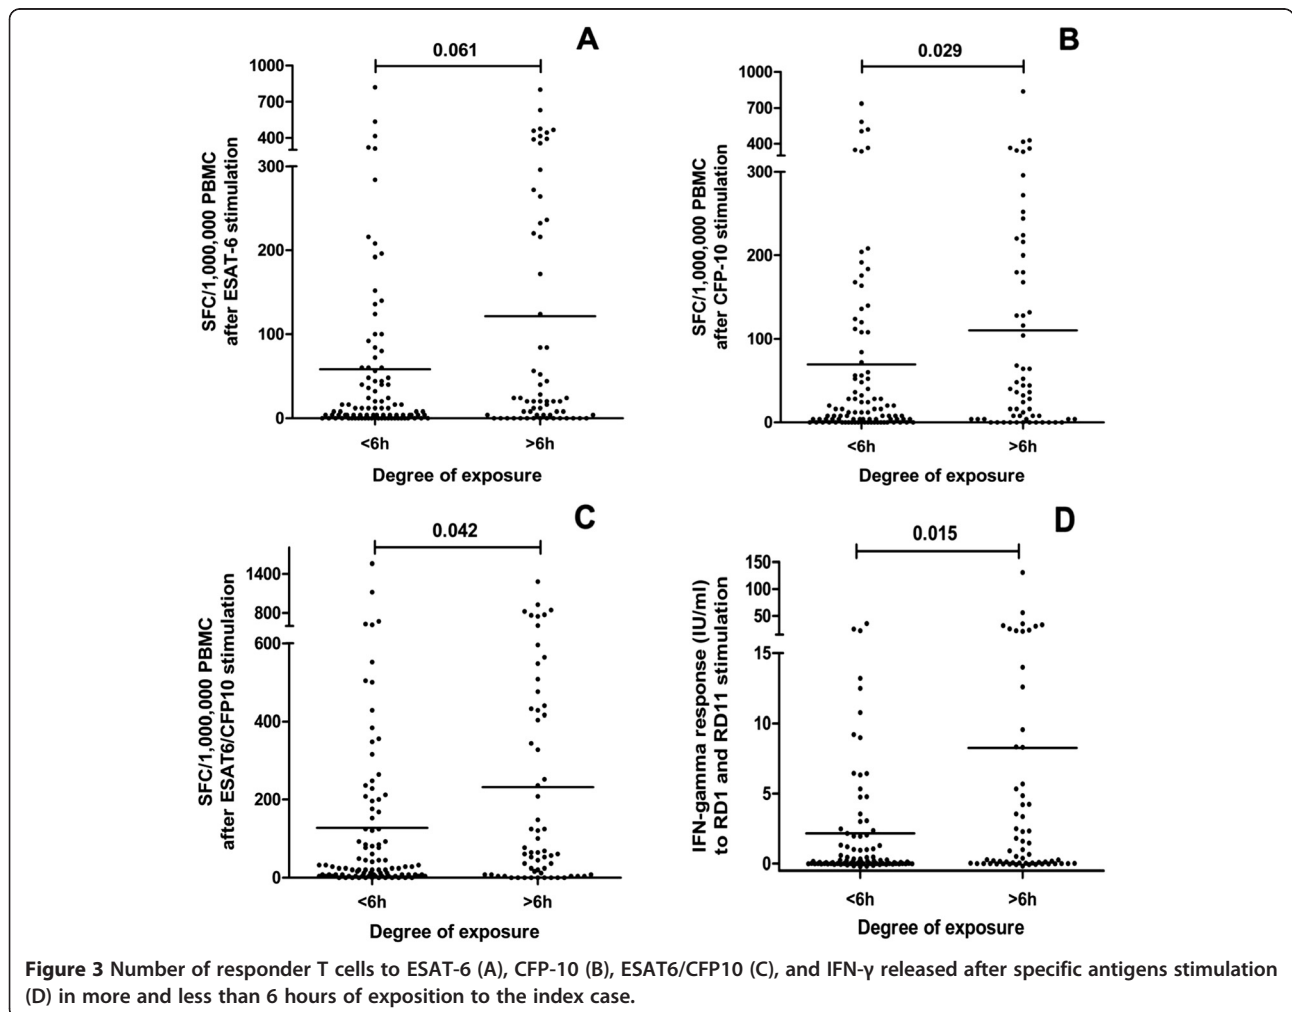 A
0.061
1000
700
400
300
200
100
0
SFC/1,000,000 PBMC
after ESAT-6 stimulation
<6h
>6h
Degree of exposure
B
0.029
1000
700
400
300
200
100
0
SFC/1,000,000 PBMC
after CFP-10 stimulation
<6h
>6h
Degree of exposure
C
0.042
1400
800
600
400
200
0
SFC/1,000,000 PBMC
after ESAT6/CFP10 stimulation
<6h
>6h
Degree of exposure
D
0.015
150
100
50
15
10
5
0
IFN-gamma response (IU/ml)
to RD1 and RD11 stimulation
<6h
>6h
Degree of exposure
Figure 3 Number of responder T cells to ESAT-6 (A), CFP-10 (B), ESAT6/CFP10 (C), and IFN-γ released after specific antigens stimulation
(D) in more and less than 6 hours of exposition to the index case.